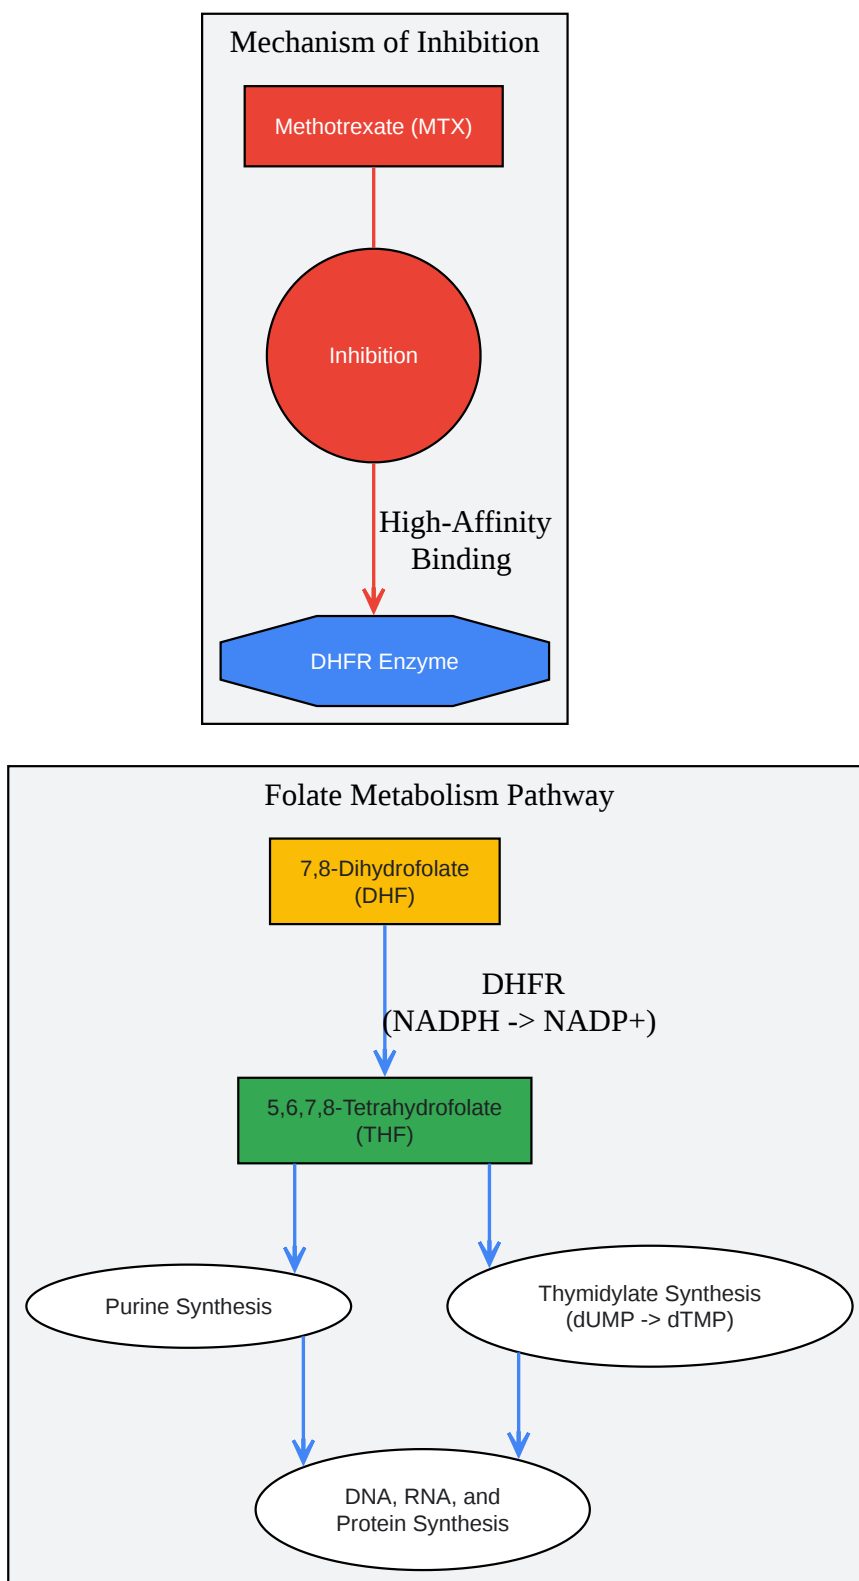 Mechanism of Inhibition
Methotrexate (MTX)
Inhibition
High-Affinity
Binding
DHFR Enzyme
Folate Metabolism Pathway
7,8-Dihydrofolate
(DHF)
DHFR
(NADPH -> NADP+)
5,6,7,8-Tetrahydrofolate
(THF)
Purine Synthesis
Thymidylate Synthesis
(dUMP -> dTMP)
DNA, RNA, and
Protein Synthesis